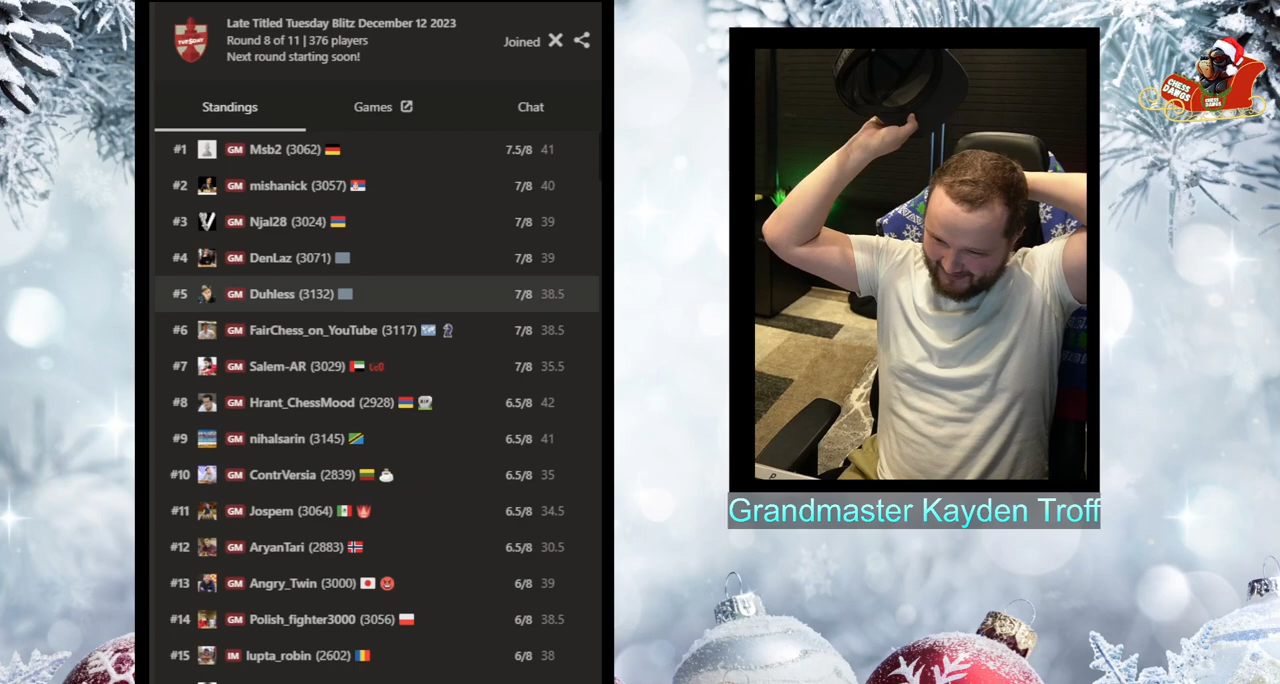 Late Titled Tuesday Blitz December 12 2023
Round 8 of 11 | 376 players
Next round starting soon!
Joined
TUESDAY
Standings Games Chat
#1 GM Msb2 (3062) 7.5/8 41
#2 GM mishanick (3057) 7/8 40
#3 GM Njal28 (3024) 7/8 39
#4 GM DenLaz (3071) 7/8 39
#5 GM Duhless (3132) 7/8 38.5
#6 GM FairChess_on_YouTube (3117) 7/8 38.5
#7 GM Salem-AR (3029) 7/8 35.5
#8 GM Hrant_ChessMood (2928) 6.5/8 42
#9 GM nihalsarin (3145) 6.5/8 41
#10 GM ContrVersia (2839) 6.5/8 35
#11 GM Jospem (3064) 6.5/8 34.5
#12 GM AryanTari (2883) 6.5/8 30.5
#13 GM Angry_Twin (3000) 6/8 39
#14 GM Polish_fighter3000 (3056) 6/8 38.5
#15 IM lupta_robin (2602) 6/8 38
CHESS
DAWGS
CHESS
DAWGS
P
Grandmaster Kayden Troff